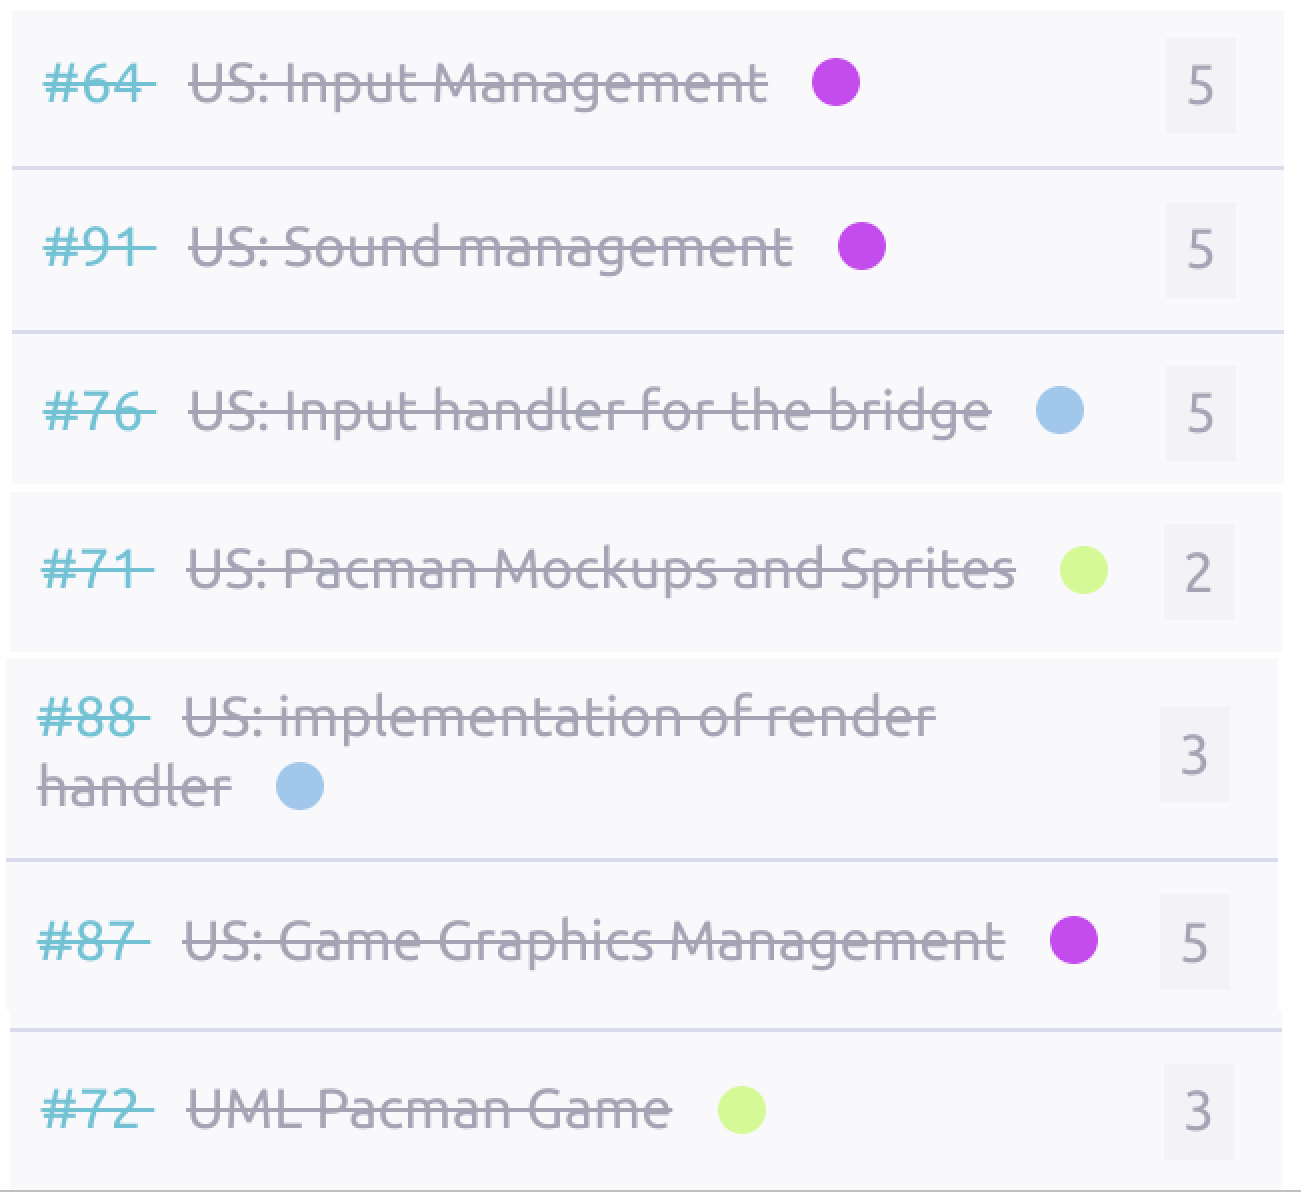 #64 US: Input Management 5
#91 US: Sound management 5
#76 US: Input handler for the bridge 5
#71 US: Pacman Mockups and Sprites 2
#88 US: implementation of render
handler 3
#87 US: Game Graphics Management 5
#72 UML Pacman Game 3